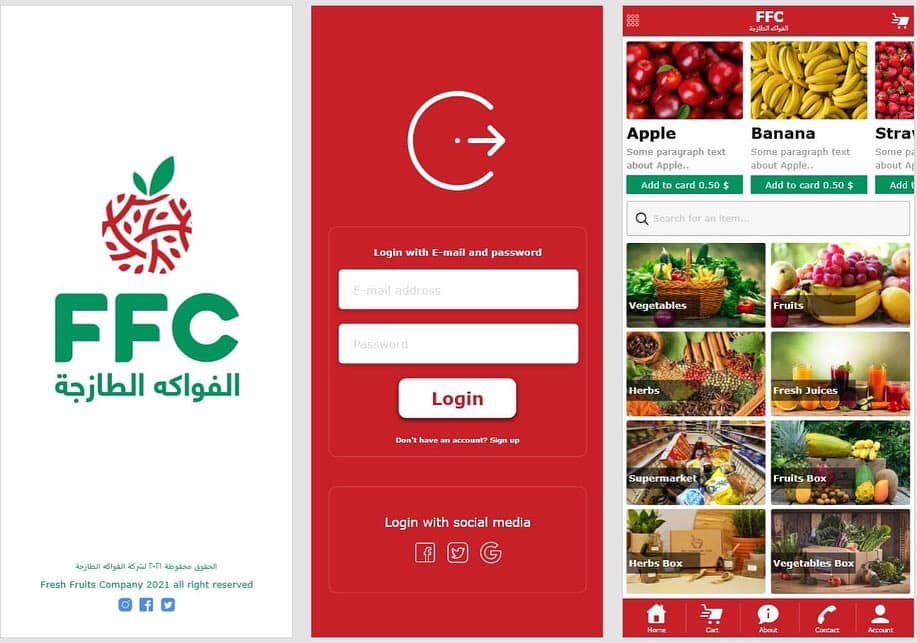 FFC
الفواكه الطازجة
الحقوق محفوظة ٢٠٢١ لشركة الفواكه الطازجة
Fresh Fruits Company 2021 all right reserved
Login with E-mail and password
E-mail address
Password
Login
Don't have an account? Sign up
Login with social media
FFC
الفواكه الطازجة
Apple
Some paragraph text
about Apple..
Add to card 0.50 $
Banana
Some paragraph text
about Apple..
Add to card 0.50 $
Straw
Some pa
about Ap
Add t
Search for an item...
Vegetables
Fruits
Herbs
Fresh Juices
Supermarket
Fruits Box
Herbs Box
Vegetables Box
Home
Cart
About
Contact
Account